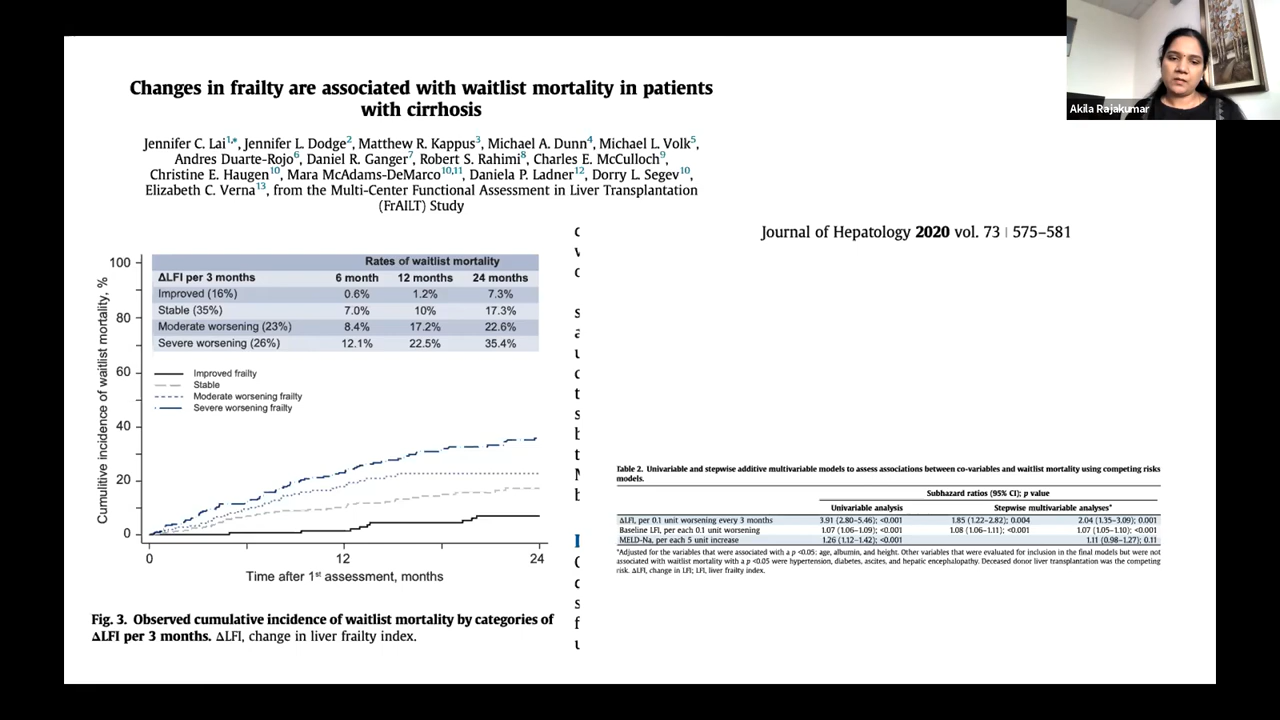 Akila Rajakumar
Changes in frailty are associated with waitlist mortality in patients
with cirrhosis
Jennifer C. Lai1,*, Jennifer L. Dodge2, Matthew R. Kappus3, Michael A. Dunn4, Michael L. Volk5,
Andres Duarte-Rojo6, Daniel R. Ganger7, Robert S. Rahimi8, Charles E. McCulloch9,
Christine E. Haugen10, Mara McAdams-DeMarco10,11, Daniela P. Ladner12, Dorry L. Segev10,
Elizabeth C. Verna13, from the Multi-Center Functional Assessment in Liver Transplantation
(FrAILT) Study
Journal of Hepatology 2020 vol. 73 | 575–581
Cumulative incidence of waitlist mortality, %
100
80
60
40
20
0
Rates of waitlist mortality
ΔLFI per 3 months 6 month 12 months 24 months
Improved (16%) 0.6% 1.2% 7.3%
Stable (35%) 7.0% 10% 17.3%
Moderate worsening (23%) 8.4% 17.2% 22.6%
Severe worsening (26%) 12.1% 22.5% 35.4%
Improved frailty
Stable
Moderate worsening frailty
Severe worsening frailty
0 12 24
Time after 1st assessment, months
Fig. 3. Observed cumulative incidence of waitlist mortality by categories of
ΔLFI per 3 months. ΔLFI, change in liver frailty index.
Table 2. Univariable and stepwise additive multivariable models to assess associations between co-variables and waitlist mortality using competing risks
models.
Subhazard ratios (95% CI); p value
Univariable analysis Stepwise multivariable analyses*
ΔLFI, per 0.1 unit worsening every 3 months 3.91 (2.80–5.46); <0.001 1.85 (1.22–2.82); 0.004 2.04 (1.35–3.09); 0.001
Baseline LFI, per each 0.1 unit worsening 1.07 (1.06–1.09); <0.001 1.08 (1.06–1.11); <0.001 1.07 (1.05–1.10); <0.001
MELD-Na, per each 5 unit increase 1.26 (1.12–1.42); <0.001 1.11 (0.98–1.27); 0.11
*Adjusted for the variables that were associated with a p <0.05: age, albumin, and height. Other variables that were evaluated for inclusion in the final models but were not
associated with waitlist mortality with a p <0.05 were hypertension, diabetes, ascites, and hepatic encephalopathy. Deceased donor liver transplantation was the competing
risk. ΔLFI, change in LFI; LFI, liver frailty index.